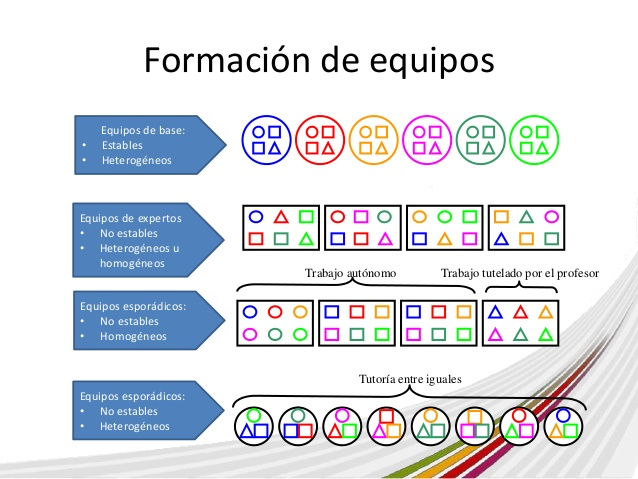 Formación de equipos
Equipos de base:
• Estables
• Heterogéneos
Equipos de expertos
• No estables
• Heterogéneos u
homogéneos
Trabajo autónomo
Trabajo tutelado por el profesor
Equipos esporádicos:
• No estables
• Homogéneos
Tutoría entre iguales
Equipos esporádicos:
• No estables
• Heterogéneos